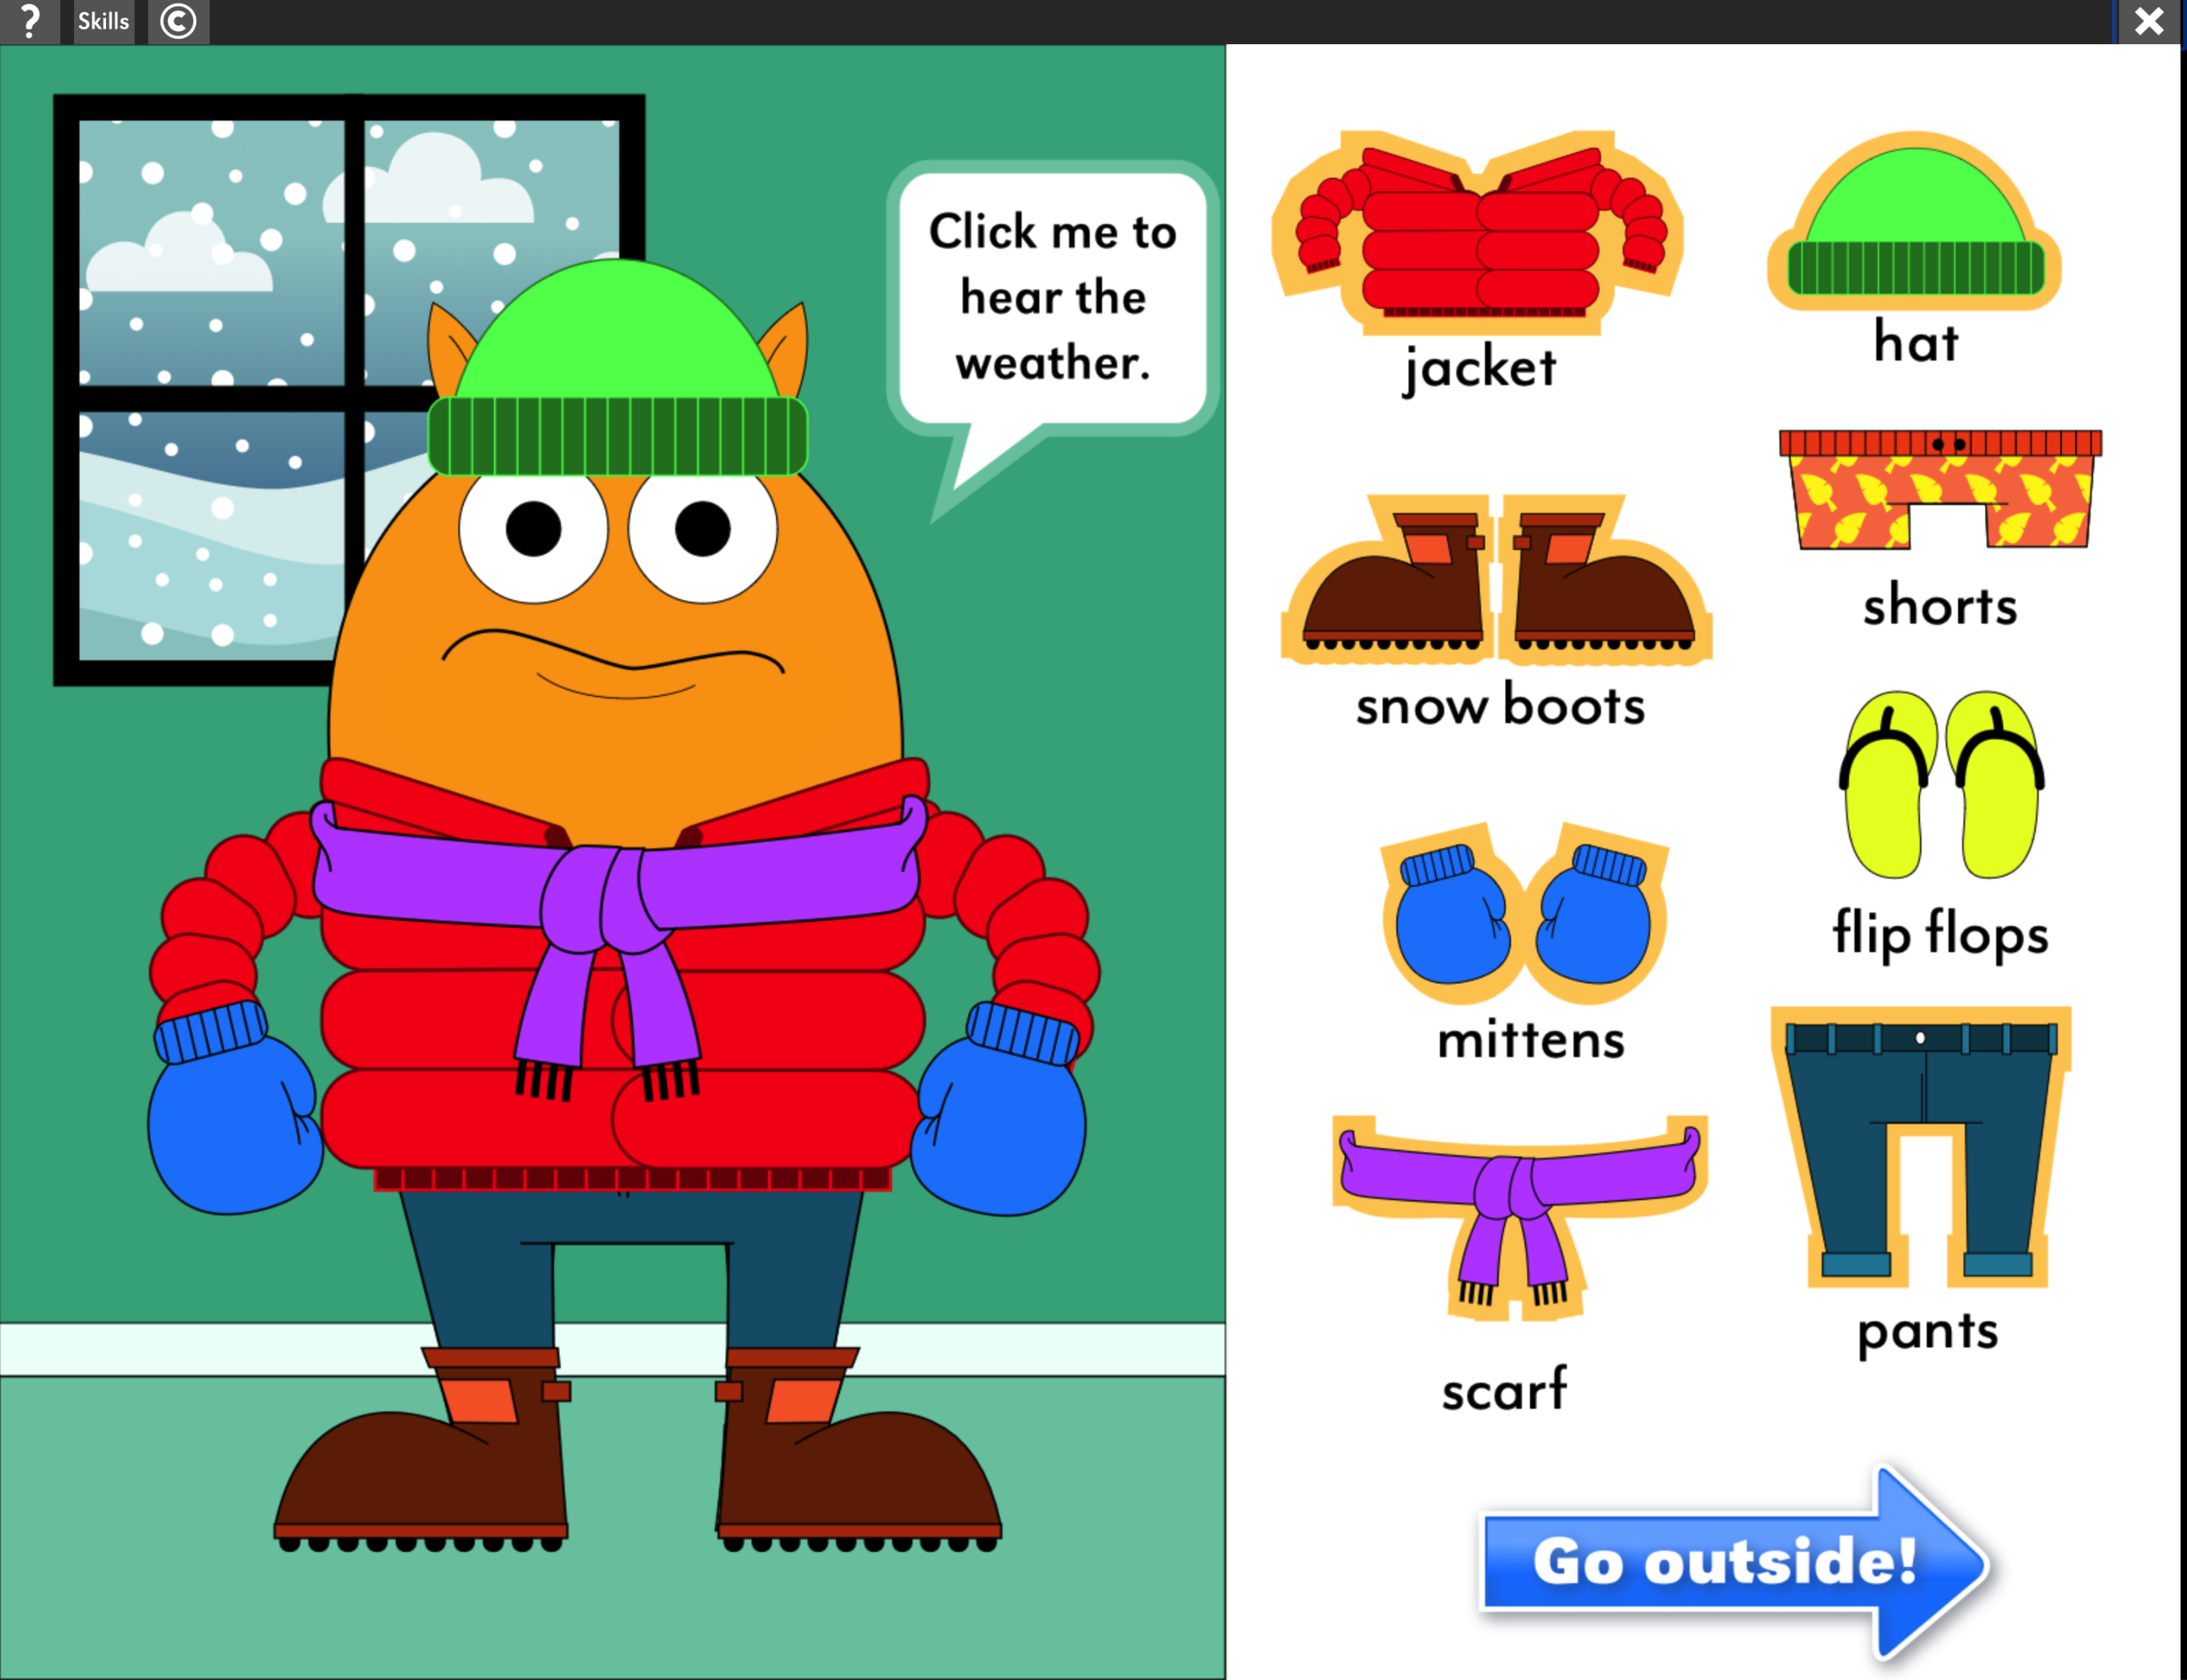 ? Skills ©
Click me to
hear the
weather.
jacket
hat
snow boots
shorts
mittens
flip flops
scarf
pants
Go outside!